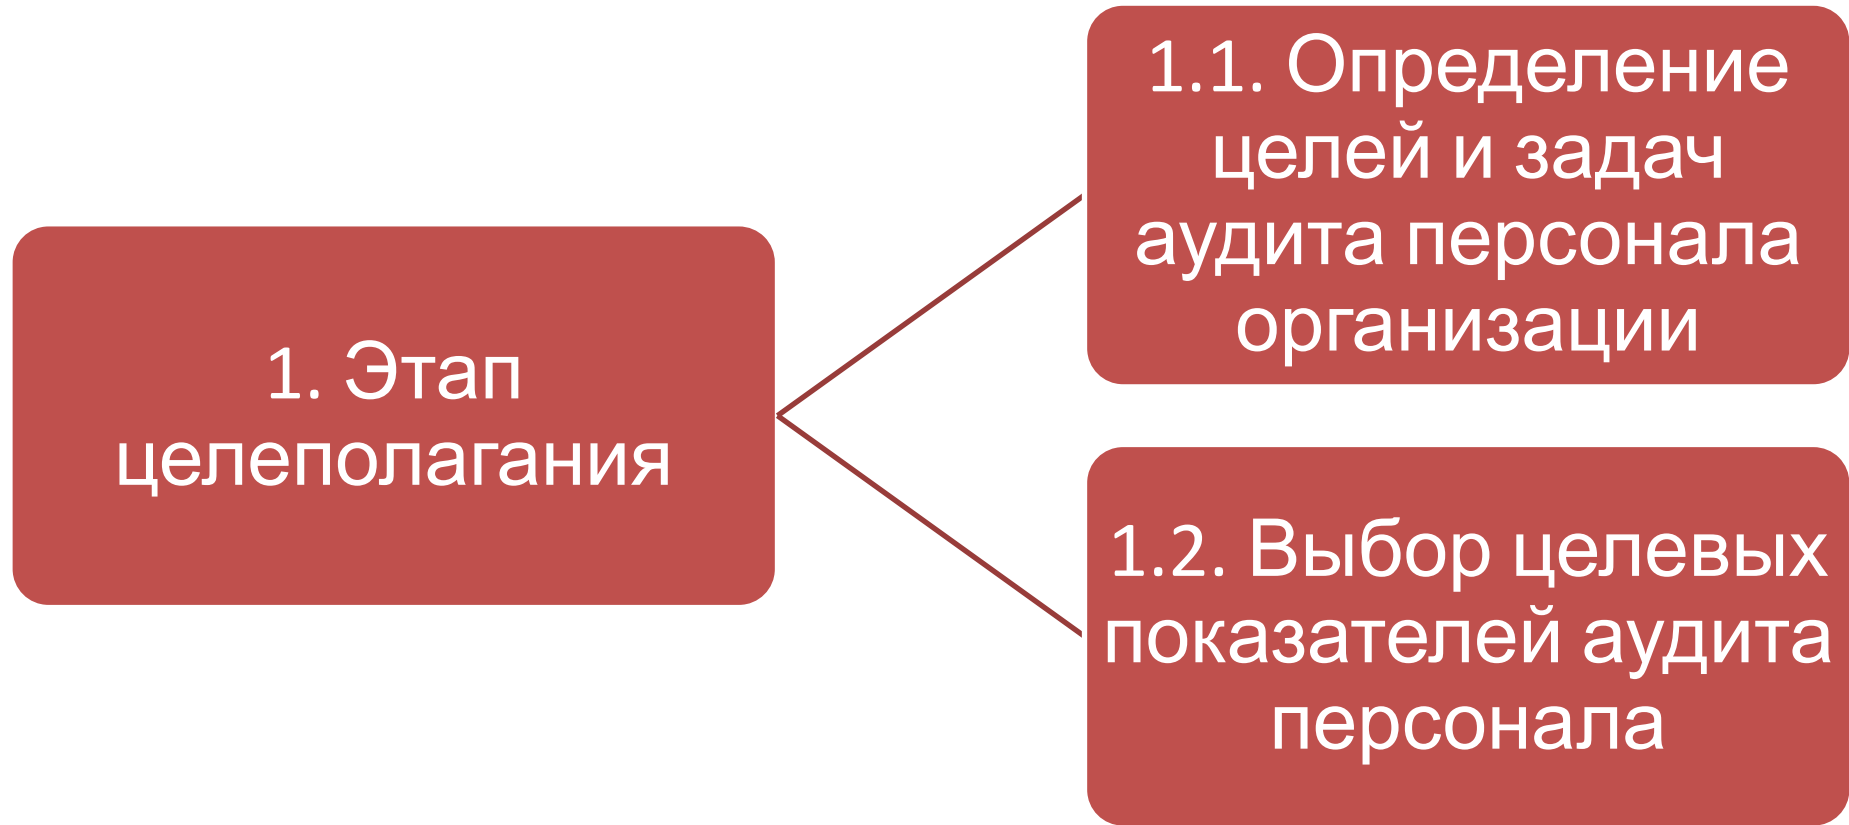 1. Этап
целеполагания
1.1. Определение
целей и задач
аудита персонала
организации
1.2. Выбор целевых
показателей аудита
персонала